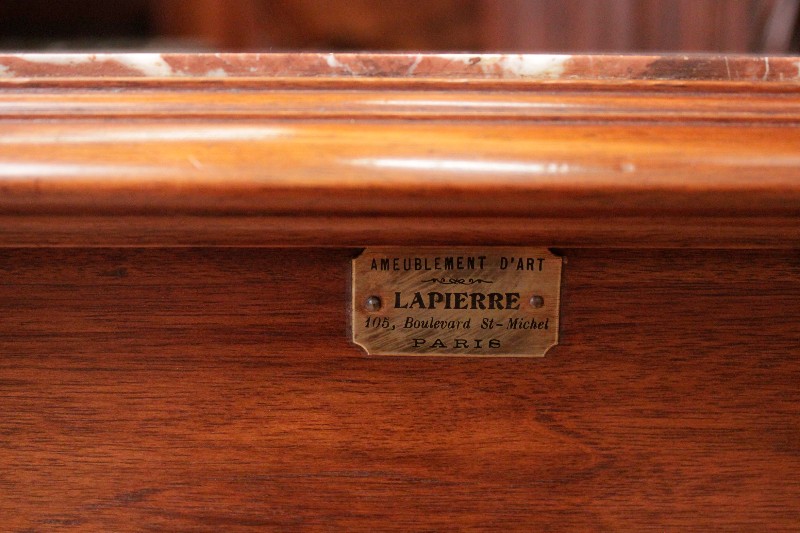 AMEUBLEMENT D'ART
LAPIERRE
105, Boulevard St-Michel
PARIS